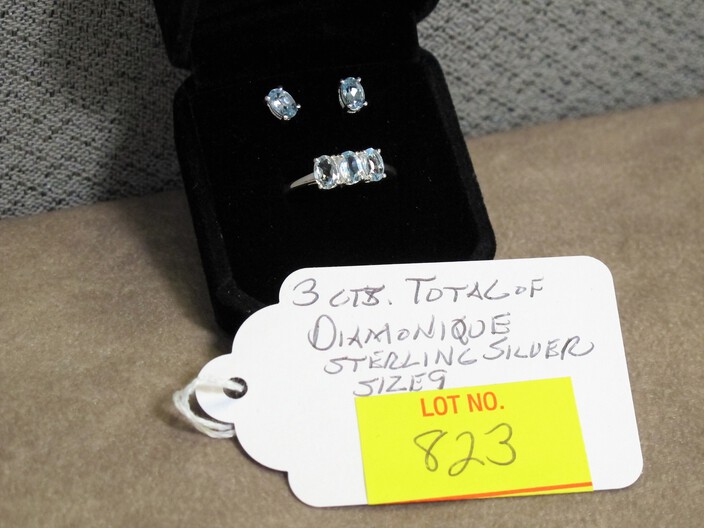 3 CTS. TOTAL OF
DIAMONIQUE
STERLING SILVER
SIZE 9
LOT NO.
823